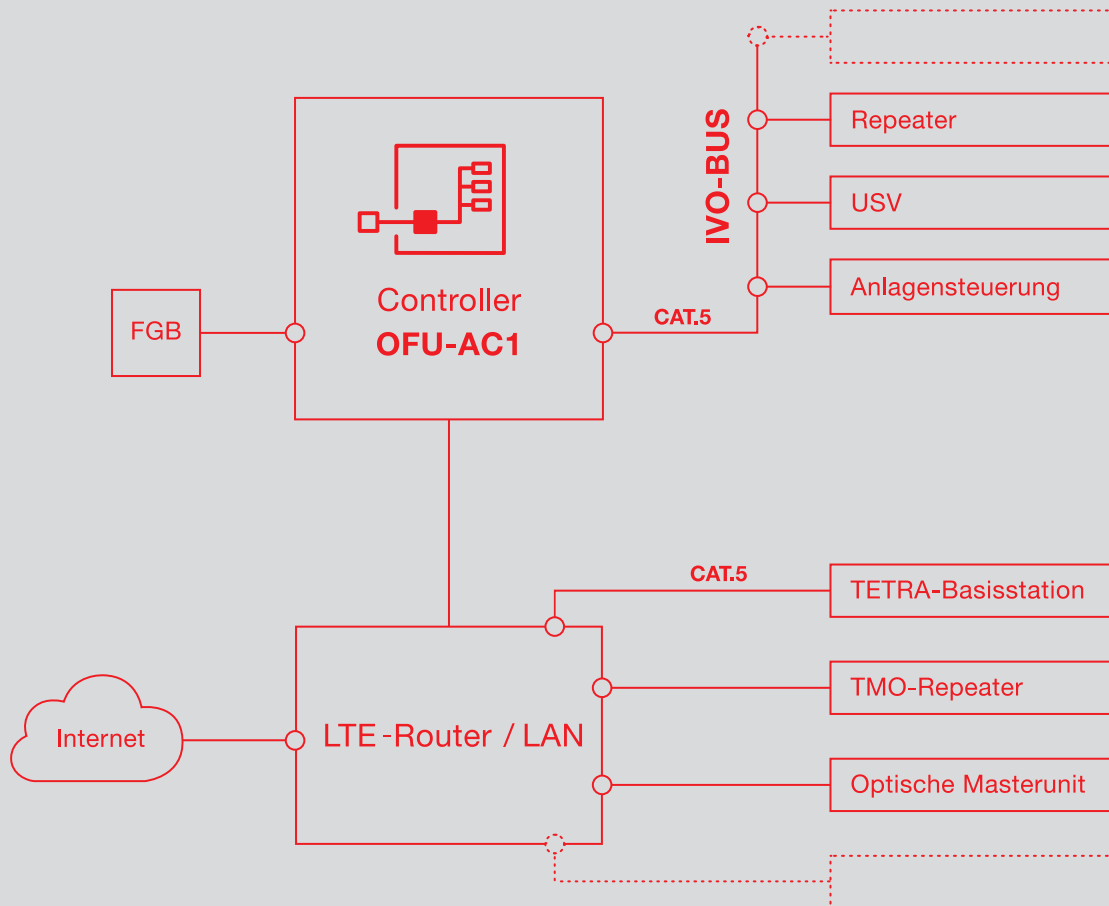 IVO-BUS
Repeater
USV
Anlagensteuerung
Controller
OFU-AC1
FGB
CAT.5
CAT.5
TETRA-Basisstation
TMO-Repeater
Optische Masterunit
LTE-Router / LAN
Internet